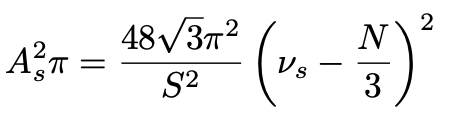 $A_s^2 \pi = \frac{48\sqrt{3}\pi^2}{S^2} \left( \nu_s - \frac{N}{3} \right)^2$